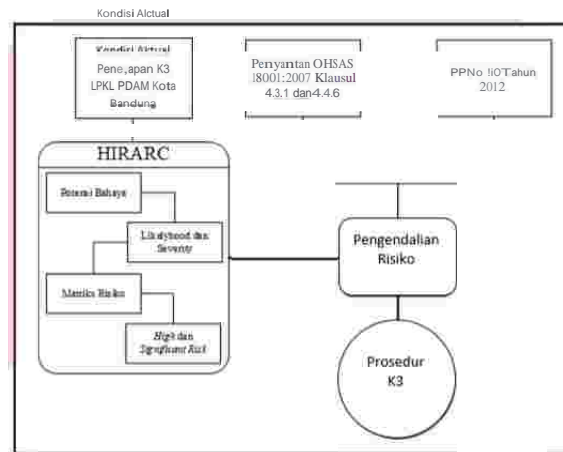 Kondisi Alctual
Kondisi Aktual
Pene,apan K3
LPKL PDAM Kota
Bandung
Penyantan OHSAS
18001:2007 Klausul
4.3.1 dan4.4.6
PPNo !i0Tahun
2012
HIRARC
Potensi Bahaya
Likelyhood dan
Severity
Matriks Risiko
High dan
Significant Risk
Pengendalian
Risiko
Prosedur
K3